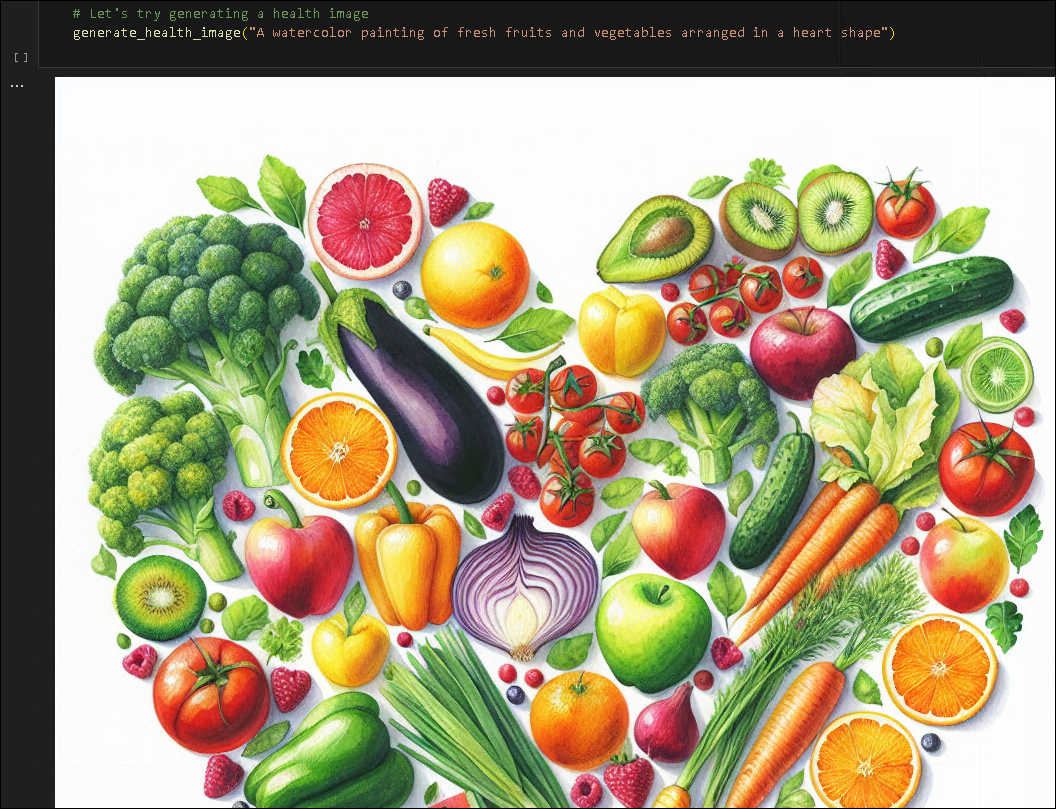 # Let's try generating a health image
generate_health_image("A watercolor painting of fresh fruits and vegetables arranged in a heart shape")
[ ]
...